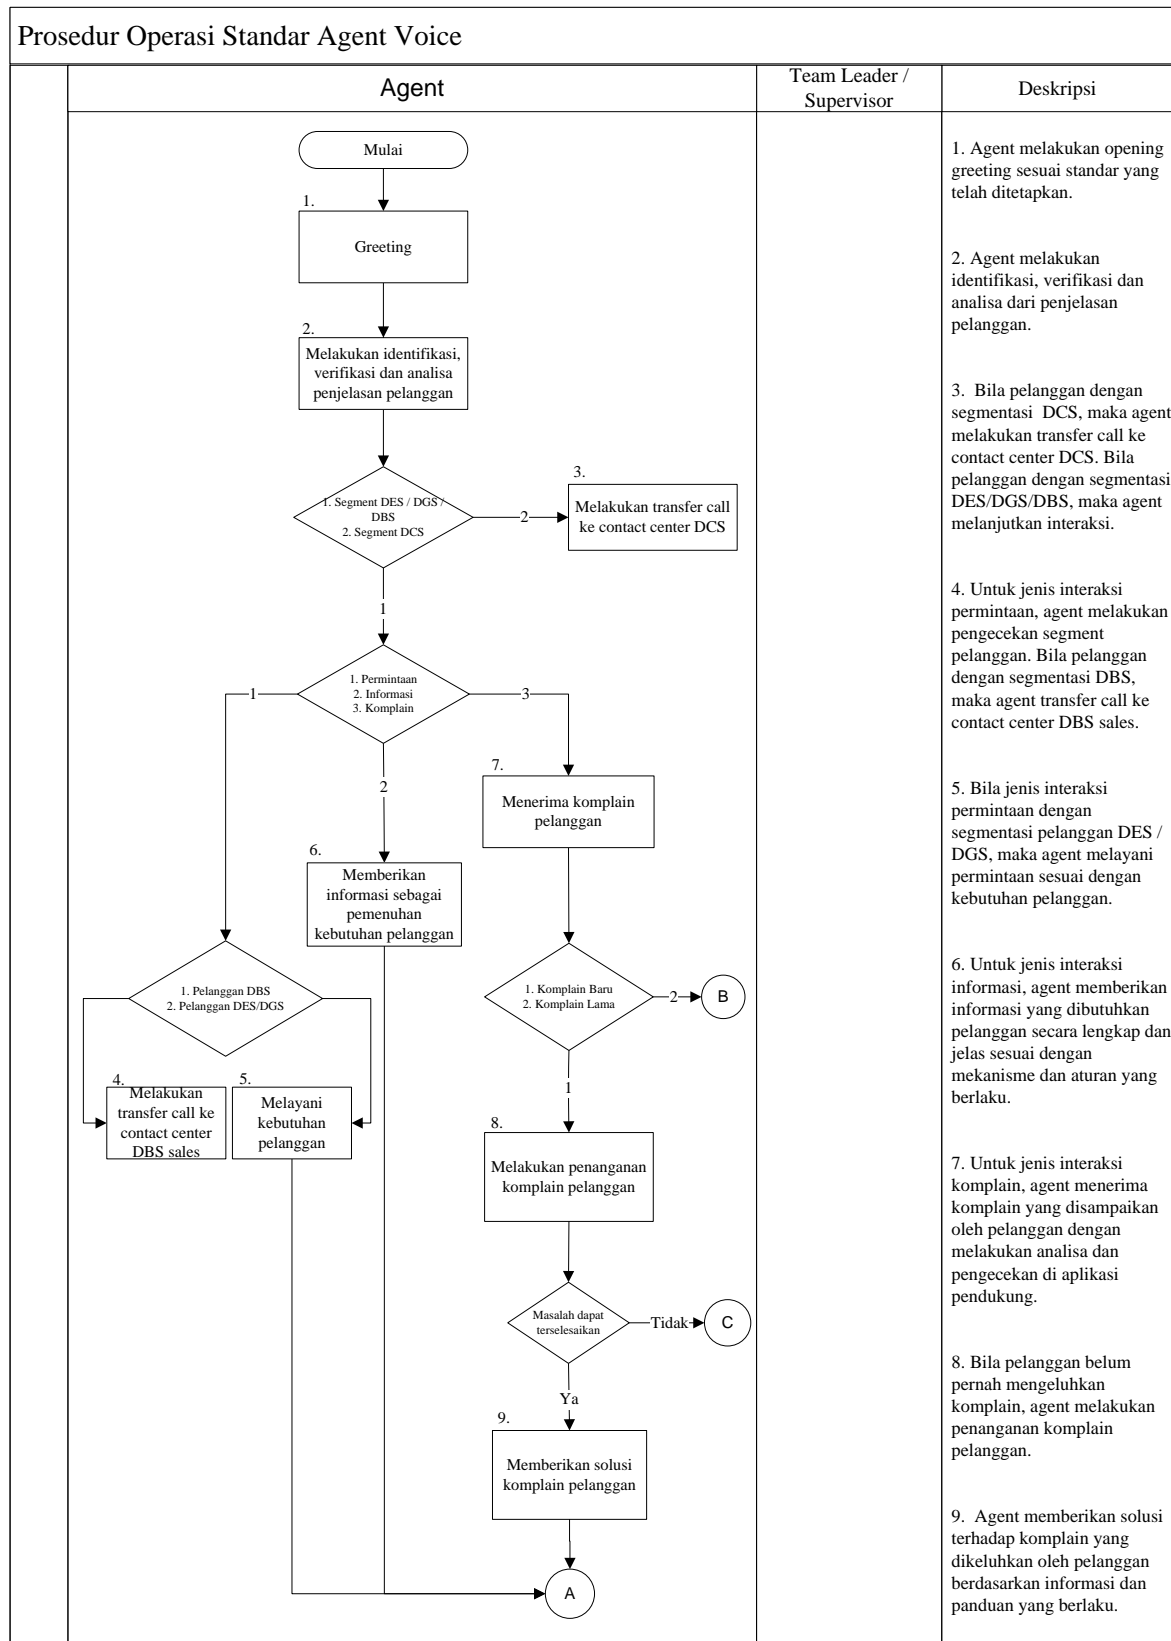 Prosedur Operasi Standar Agent Voice
Agent
Team Leader /
Supervisor
Deskripsi
Mulai
1.
Greeting
2.
Melakukan identifikasi,
verifikasi dan analisa
penjelasan pelanggan
1. Segment DES / DGS /
DBS
2. Segment DCS
2
3.
Melakukan transfer call
ke contact center DCS
1
1. Permintaan
2. Informasi
3. Komplain
1
3
2
7.
Menerima komplain
pelanggan
6.
Memberikan
informasi sebagai
pemenuhan
kebutuhan pelanggan
1. Pelanggan DBS
2. Pelanggan DES/DGS
1. Komplain Baru
2. Komplain Lama
2
B
4.
Melakukan
transfer call ke
contact center
DBS sales
5.
Melayani
kebutuhan
pelanggan
1
8.
Melakukan penanganan
komplain pelanggan
Masalah dapat
terselesaikan
Tidak
C
Ya
9.
Memberikan solusi
komplain pelanggan
A
1. Agent melakukan opening
greeting sesuai standar yang
telah ditetapkan.
2. Agent melakukan
identifikasi, verifikasi dan
analisa dari penjelasan
pelanggan.
3. Bila pelanggan dengan
segmentasi DCS, maka agent
melakukan transfer call ke
contact center DCS. Bila
pelanggan dengan segmentasi
DES/DGS/DBS, maka agent
melanjutkan interaksi.
4. Untuk jenis interaksi
permintaan, agent melakukan
pengecekan segment
pelanggan. Bila pelanggan
dengan segmentasi DBS,
maka agent transfer call ke
contact center DBS sales.
5. Bila jenis interaksi
permintaan dengan
segmentasi pelanggan DES /
DGS, maka agent melayani
permintaan sesuai dengan
kebutuhan pelanggan.
6. Untuk jenis interaksi
informasi, agent memberikan
informasi yang dibutuhkan
pelanggan secara lengkap dan
jelas sesuai dengan
mekanisme dan aturan yang
berlaku.
7. Untuk jenis interaksi
komplain, agent menerima
komplain yang disampaikan
oleh pelanggan dengan
melakukan analisa dan
pengecekan di aplikasi
pendukung.
8. Bila pelanggan belum
pernah mengeluhkan
komplain, agent melakukan
penanganan komplain
pelanggan.
9. Agent memberikan solusi
terhadap komplain yang
dikeluhkan oleh pelanggan
berdasarkan informasi dan
panduan yang berlaku.